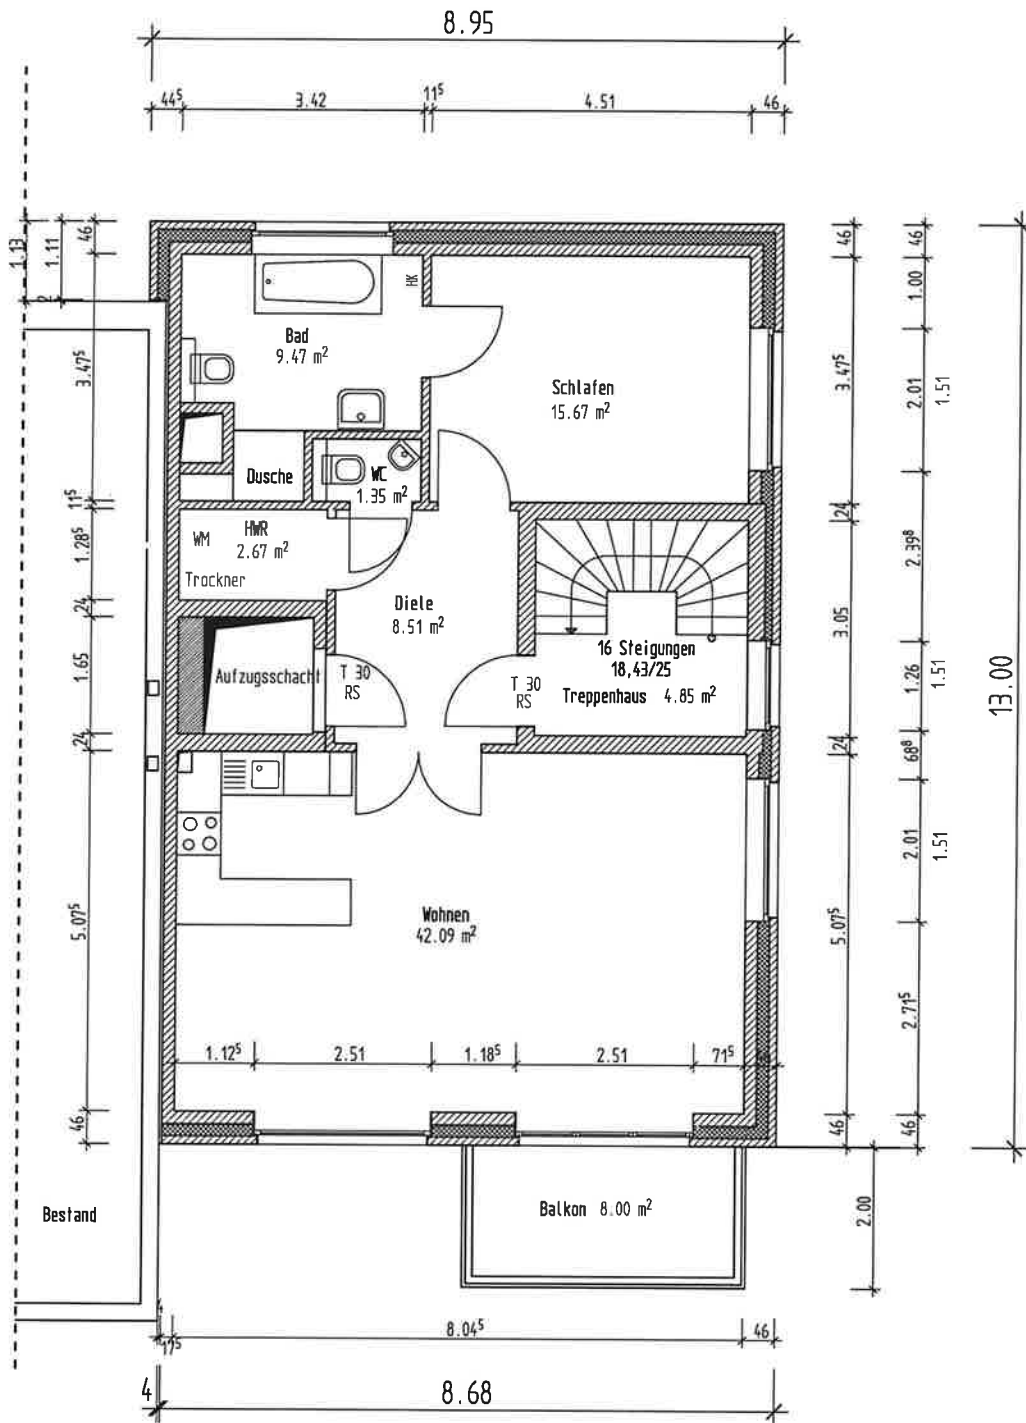 8.95
44⁵ 3.42 11⁵ 4.51 46
1.13 1.11 46
2
3.47⁵
11⁵
1.28⁵
24
1.65
24
5.07⁵
46
Bad
9.47 m²
HK
Schlafen
15.67 m²
Dusche
WC
1.35 m²
WM
HWR
2.67 m²
Trockner
Diele
8.51 m²
Aufzugsschacht
T 30
RS
T 30
RS
16 Steigungen
18,43/25
Treppenhaus 4.85 m²
Wohnen
42.09 m²
1.12⁵ 2.51 1.18⁵ 2.51 71⁵
Balkon 8.00 m²
Bestand
46
3.47⁵
24
3.05
24
5.07⁵
46
2.00
46
1.00
2.01
1.51
2.39⁸
1.26
1.51
68⁸
2.01
1.51
2.71⁵
46
13.00
17⁵ 8.04⁵ 46
4 8.68